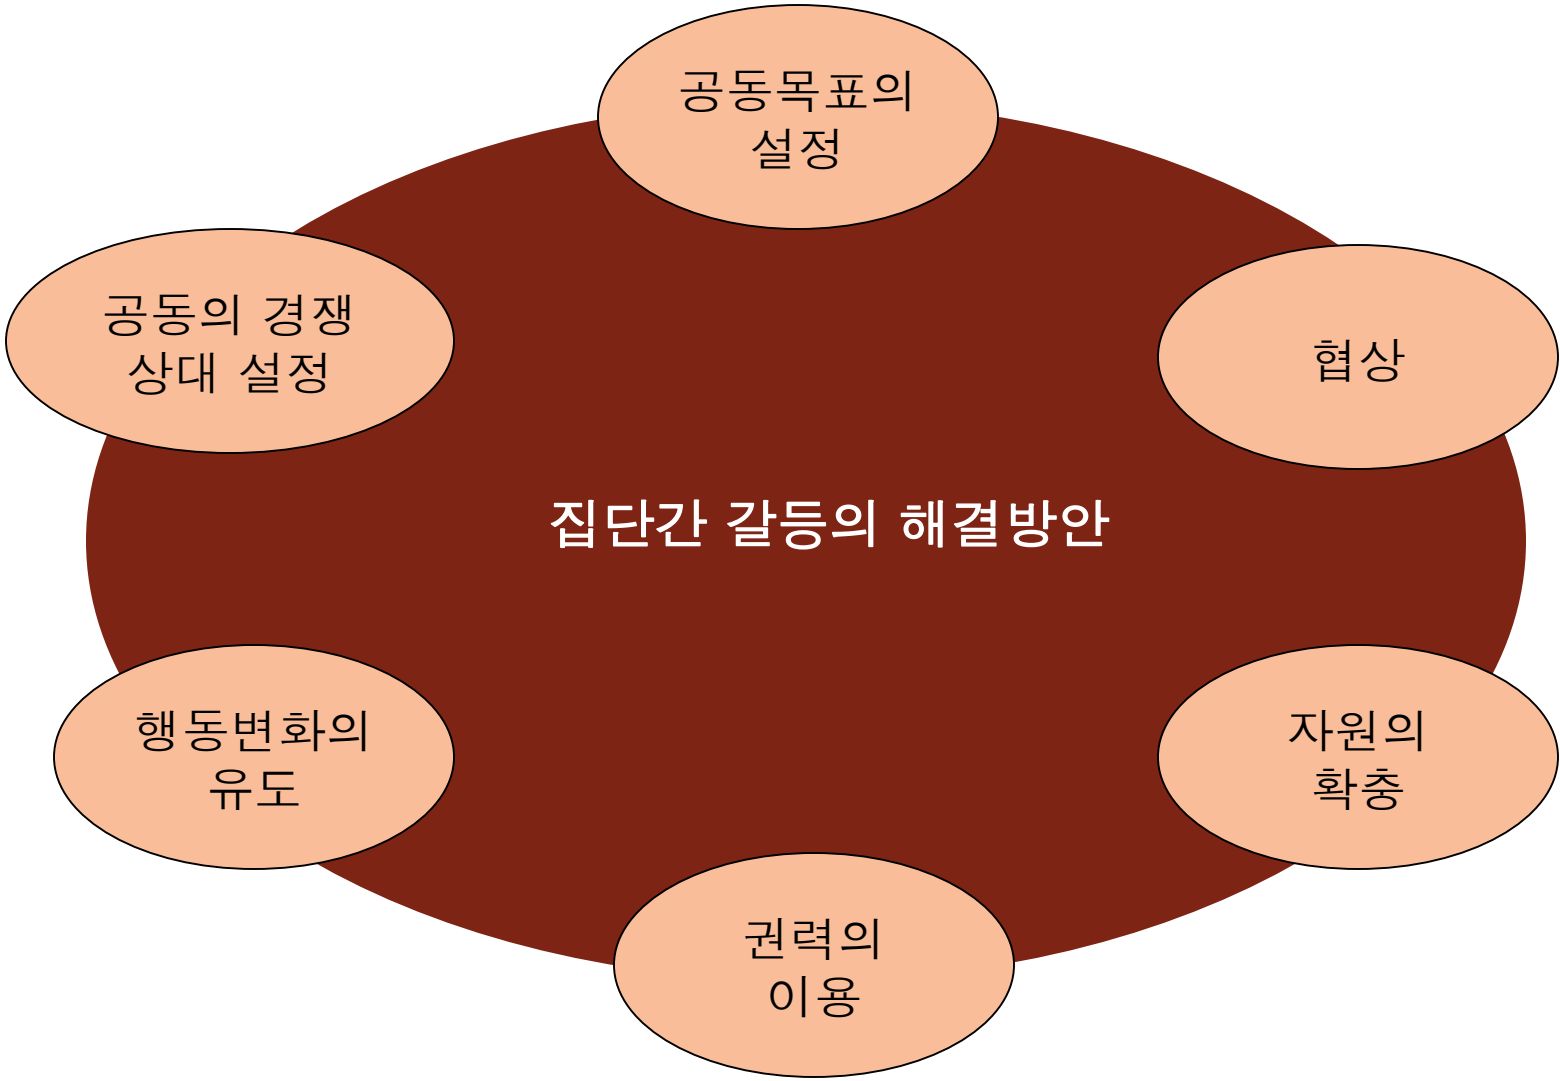 공동목표의
설정
공동의 경쟁
상대 설정
협상
집단간 갈등의 해결방안
행동변화의
유도
자원의
확충
권력의
이용